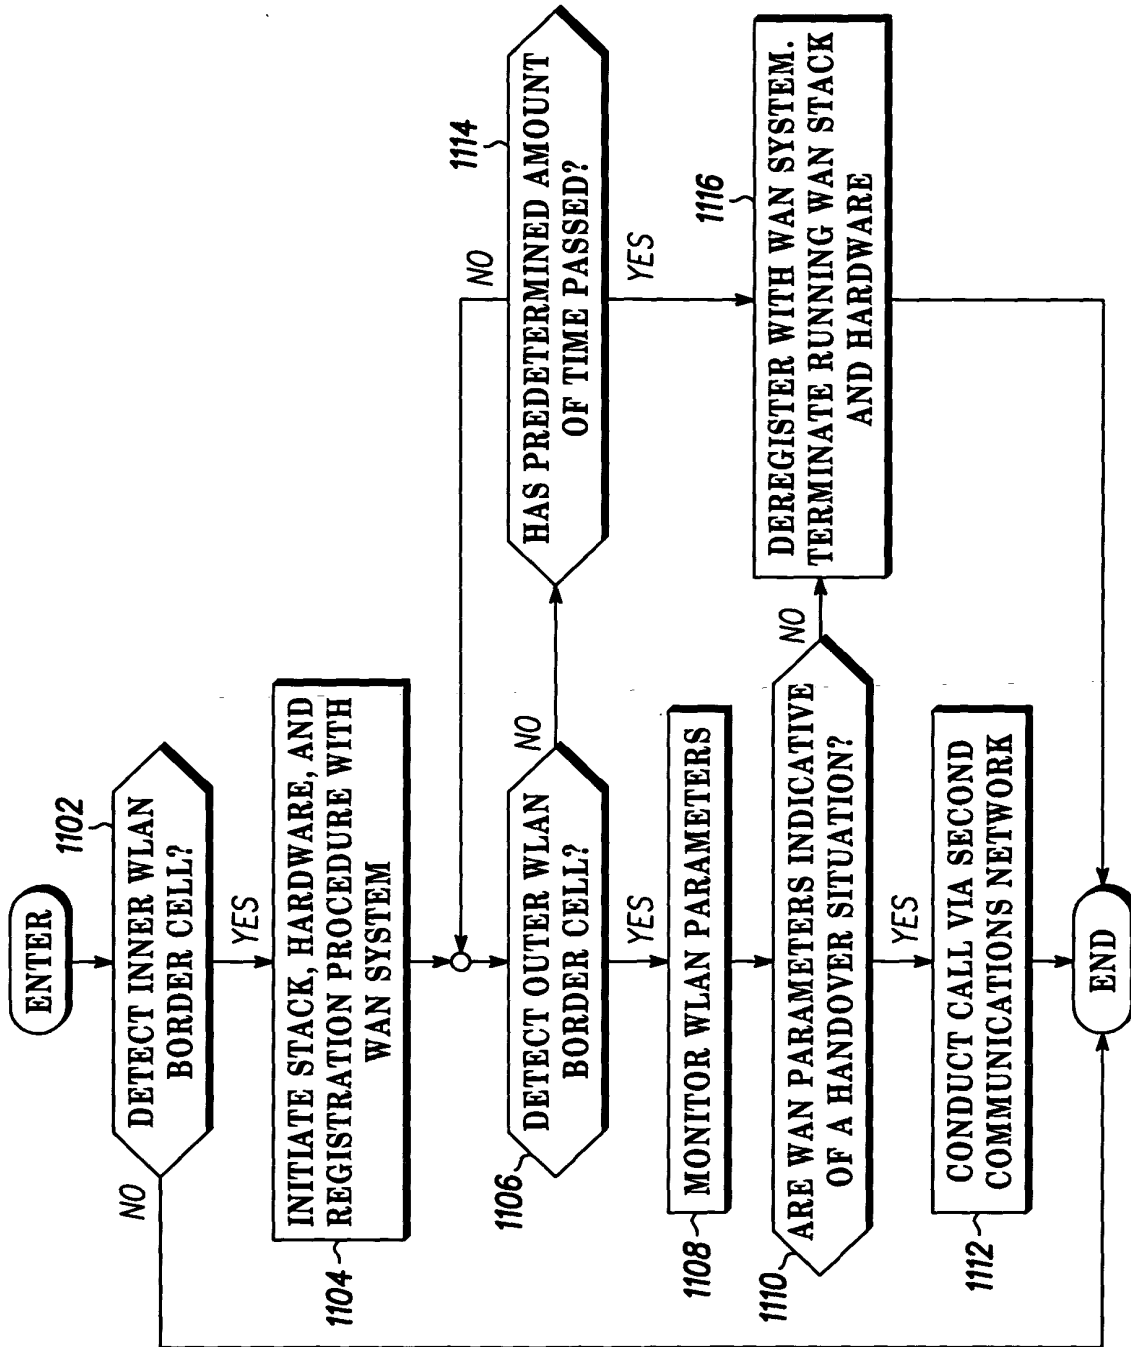 ENTER
1102
DETECT INNER WLAN
BORDER CELL?
NO
YES
INITIATE STACK, HARDWARE, AND
REGISTRATION PROCEDURE WITH
WAN SYSTEM
1104
DETECT OUTER WLAN
BORDER CELL?
1106
NO
YES
HAS PREDETERMINED AMOUNT
OF TIME PASSED?
1114
NO
YES
MONITOR WLAN PARAMETERS
1108
ARE WAN PARAMETERS INDICATIVE
OF A HANDOVER SITUATION?
1110
NO
YES
DEREGISTER WITH WAN SYSTEM.
TERMINATE RUNNING WAN STACK
AND HARDWARE
1116
CONDUCT CALL VIA SECOND
COMMUNICATIONS NETWORK
1112
END